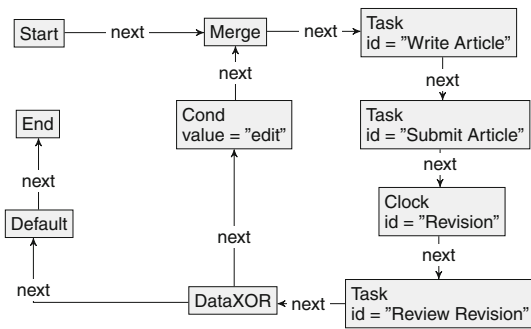 Start
next
Merge
next
Task
id = "Write Article"
next
next
Cond
value = "edit"
Task
id = "Submit Article"
End
next
next
Clock
id = "Revision"
Default
next
next
next
DataXOR
next
Task
id = "Review Revision"